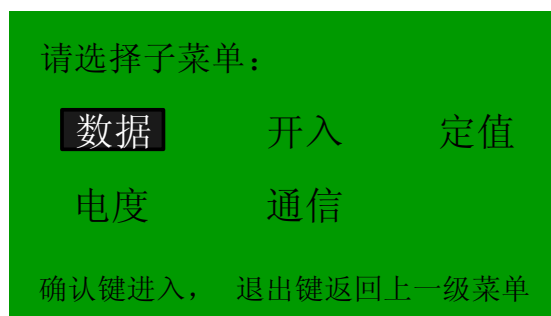 请选择子菜单：
数据 开入 定值
电度 通信
确认键进入， 退出键返回上一级菜单